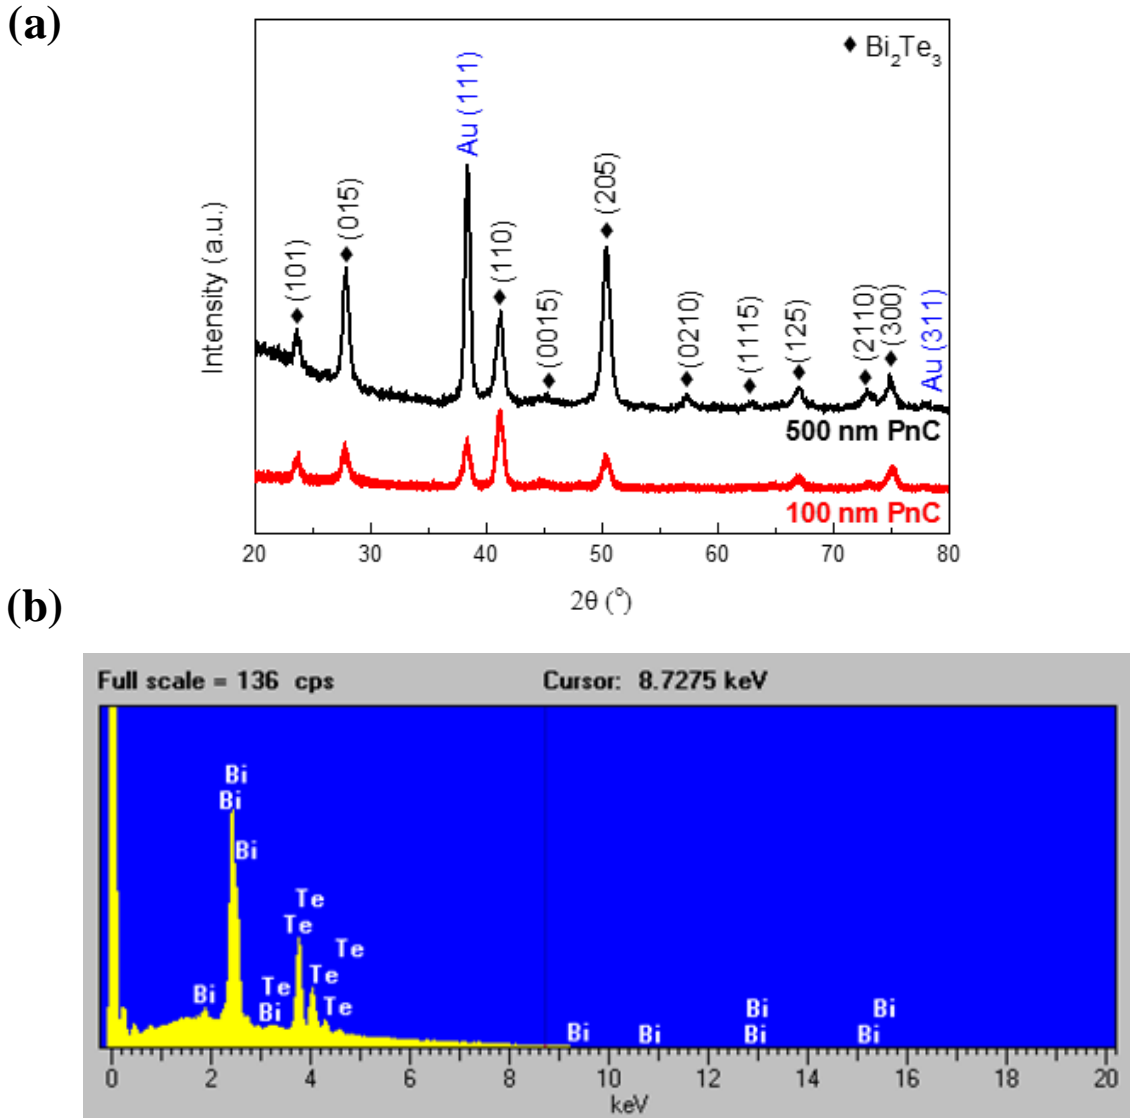 (a)
◆ Bi2Te3
Intensity (a.u.)
(101)
(015)
Au (111)
(110)
(0015)
(205)
(0210)
(1115)
(125)
(2110)
(300)
Au (311)
500 nm PnC
100 nm PnC
20 30 40 50 60 70 80
2θ (°)
(b)
Full scale = 136 cps Cursor: 8.7275 keV
Bi
Bi
Bi
Te
Te
Te
Te
Te
Bi
Te
Bi
Bi
Bi
Bi
Bi
Bi
Bi
Bi
0 2 4 6 8 10 12 14 16 18 20
keV